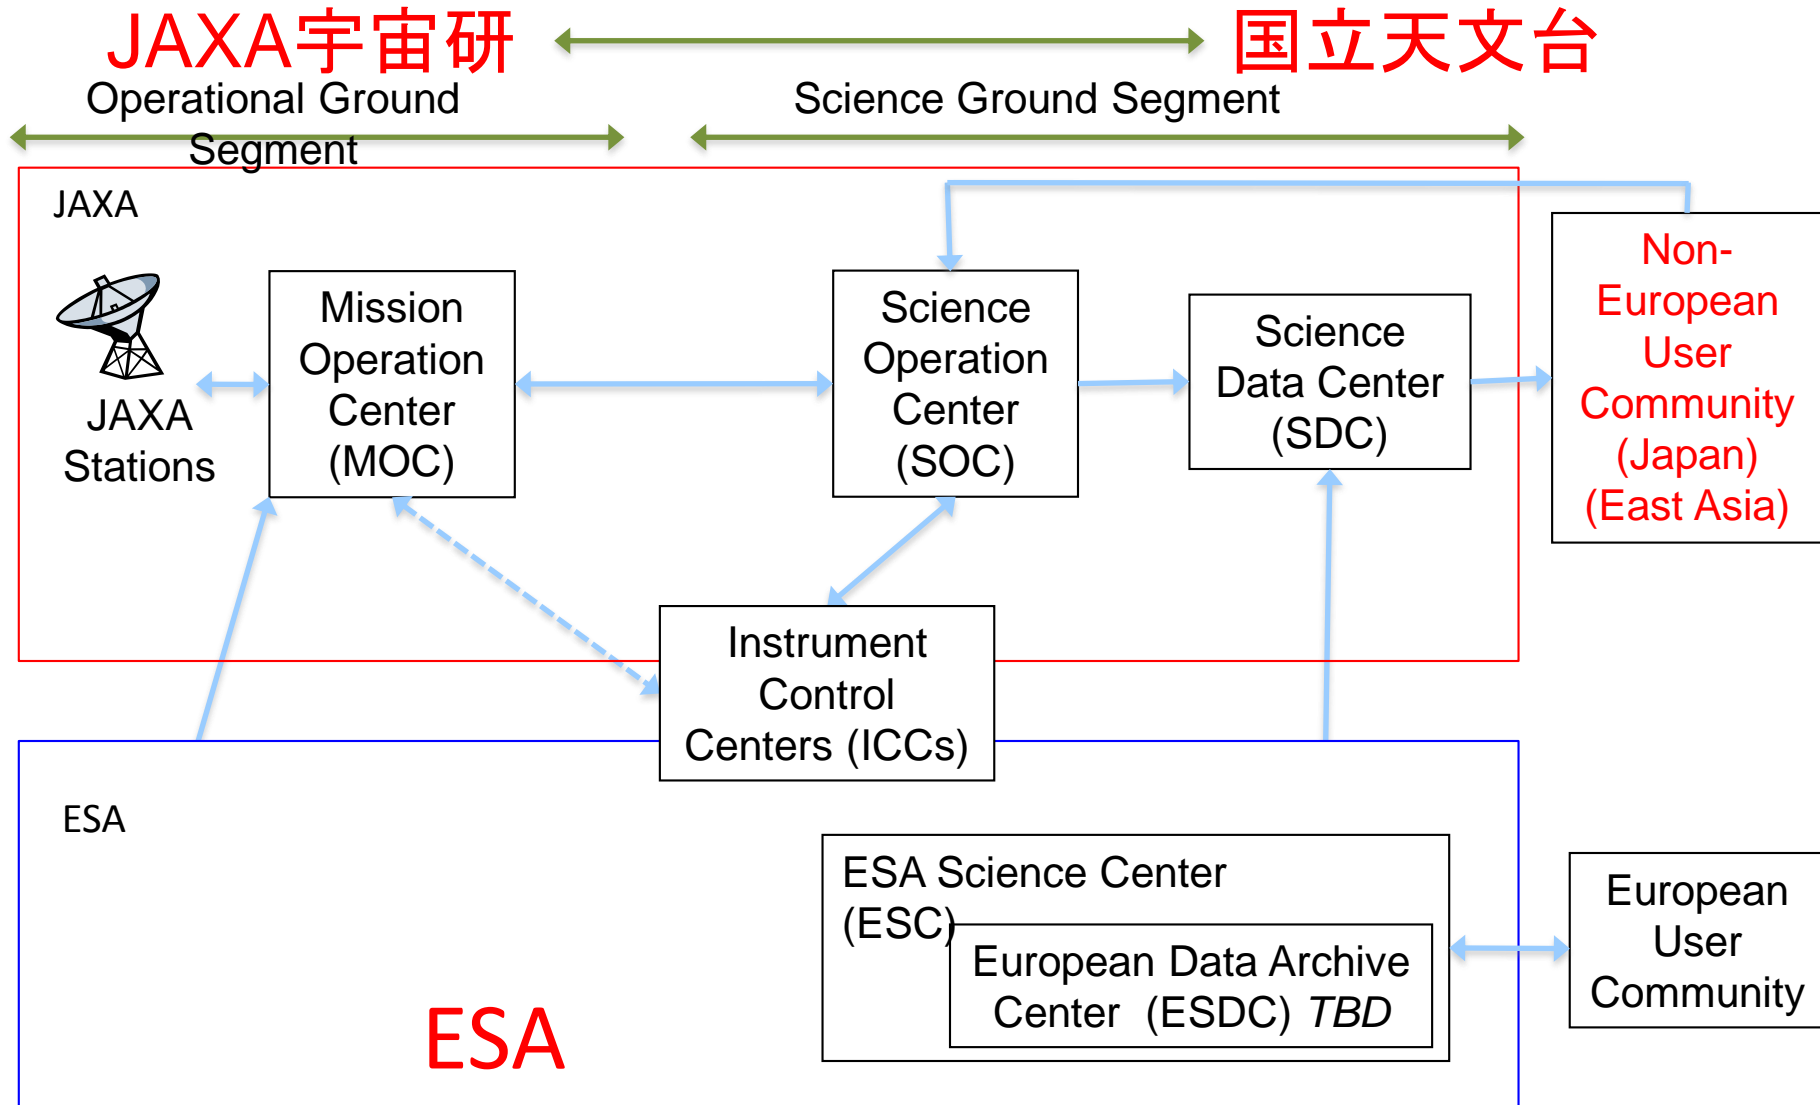 JAXA宇宙研
国立天文台
Operational Ground
Segment
Science Ground Segment
JAXA
JAXA
Stations
Mission
Operation
Center
(MOC)
Science
Operation
Center
(SOC)
Science
Data Center
(SDC)
Non-
European
User
Community
(Japan)
(East Asia)
Instrument
Control
Centers (ICCs)
ESA
ESA Science Center
(ESC)
European Data Archive
Center (ESDC) TBD
European
User
Community
ESA